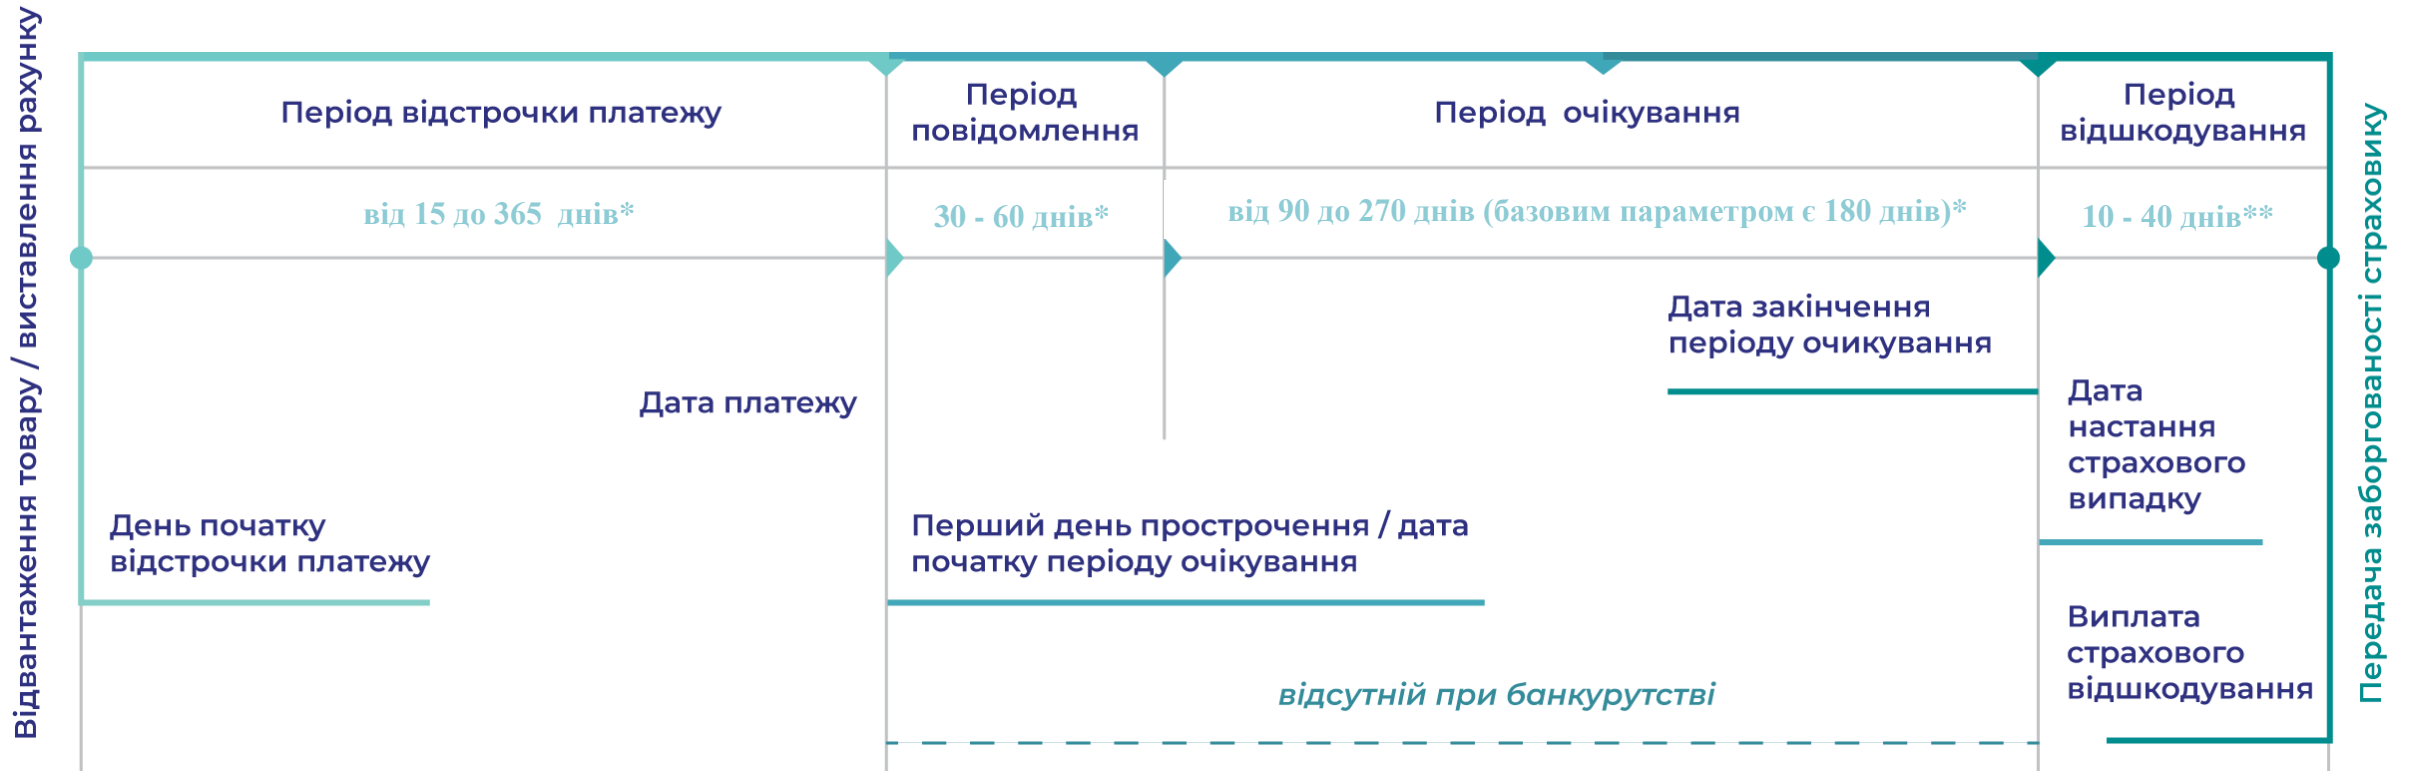 Відвантаження товару / виставлення рахунку
Період відстрочки платежу
Період
повідомлення
Період очікування
Період
відшкодування
від 15 до 365 днів*
30 - 60 днів*
від 90 до 270 днів (базовим параметром є 180 днів)*
10 - 40 днів**
Дата закінчення
періоду очикування
Дата платежу
Дата
настання
страхового
випадку
День початку
відстрочки платежу
Перший день прострочення / дата
початку періоду очікування
Виплата
страхового
відшкодування
відсутній при банкурутстві
Передача заборгованості страховику